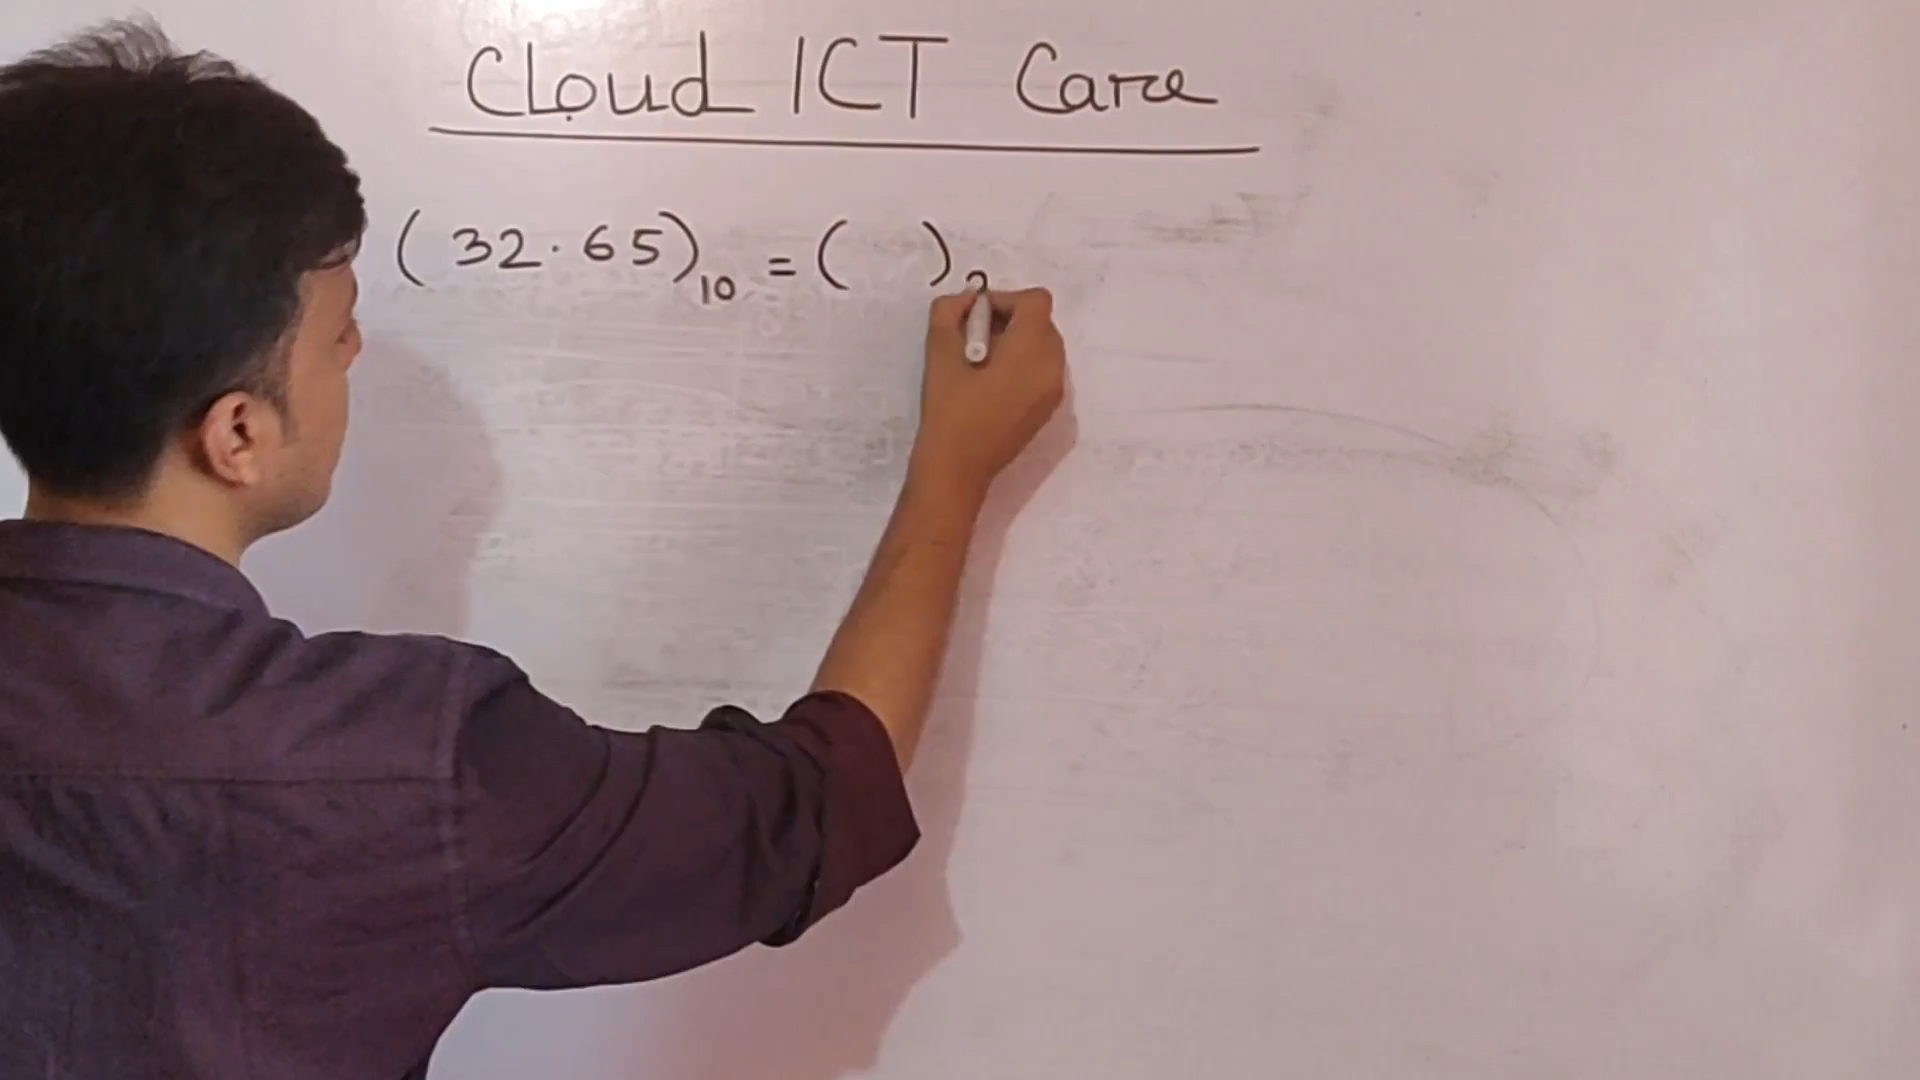 Cloud ICT Care
(32.65)₁₀ = ( )₂